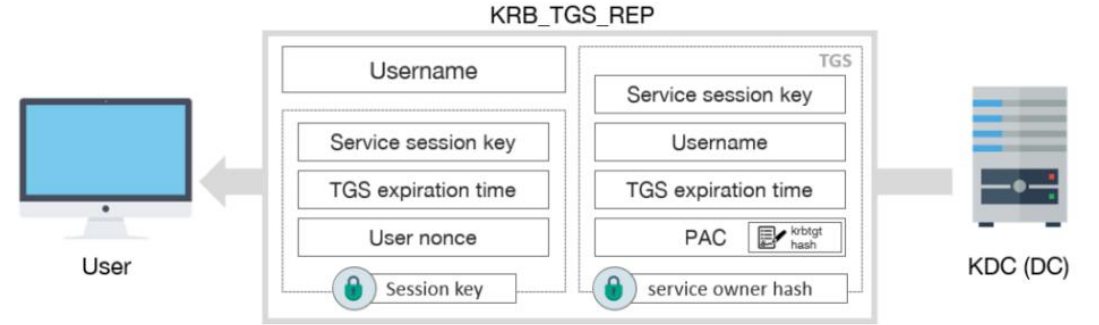 KRB_TGS_REP
Username
Service session key
TGS expiration time
User nonce
Session key
TGS
Service session key
Username
TGS expiration time
PAC
krbtgt
hash
service owner hash
User
KDC (DC)